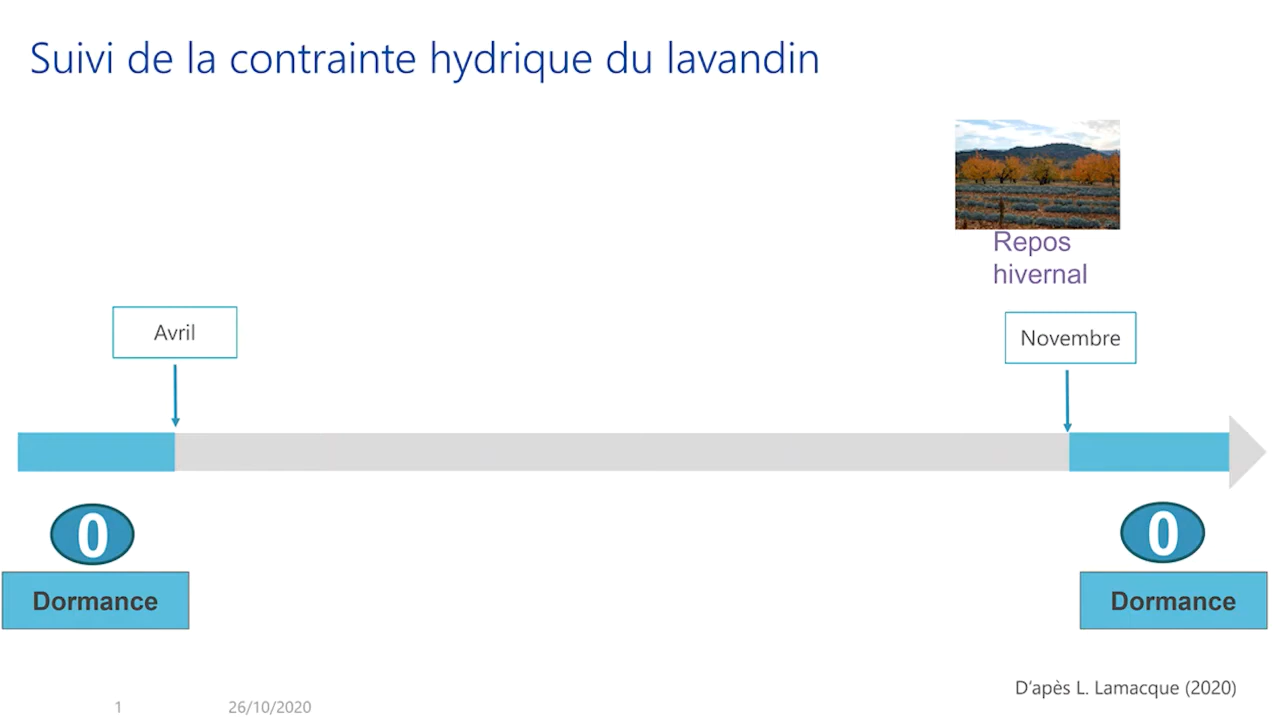 Suivi de la contrainte hydrique du lavandin
Repos
hivernal
Avril
Novembre
0
0
Dormance
Dormance
D’après L. Lamacque (2020)
1
26/10/2020